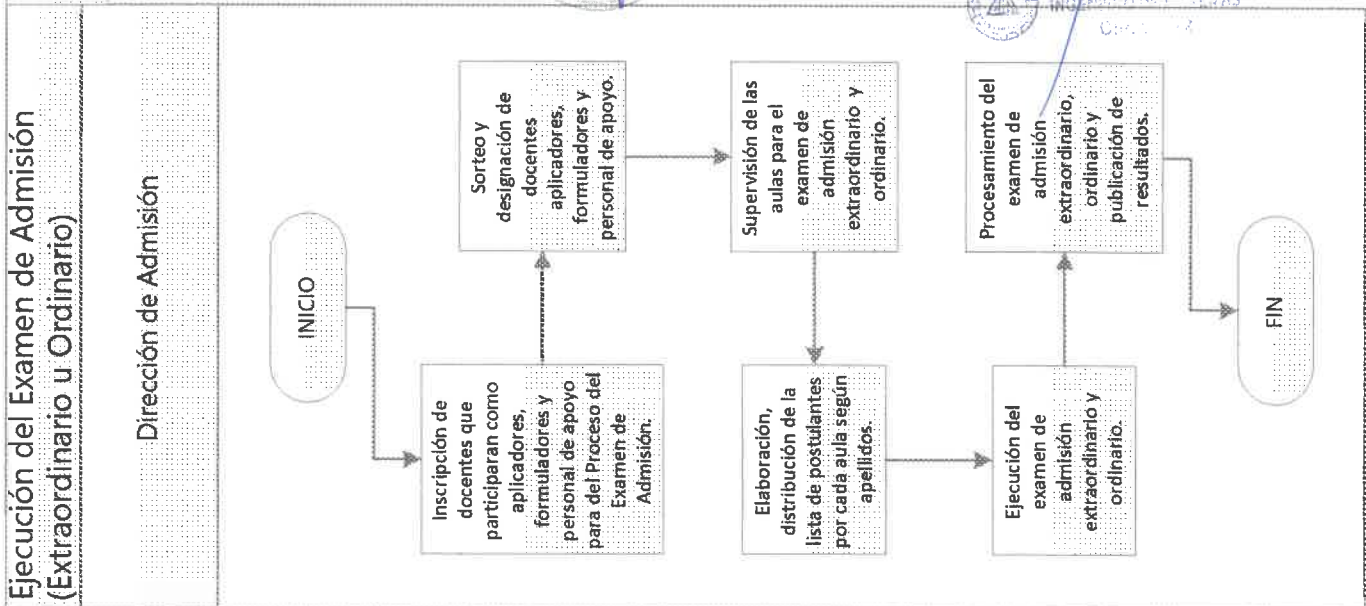 Ejecución del Examen de Admisión
(Extraordinario u Ordinario)
Dirección de Admisión
INICIO
Inscripción de
docentes que
participaran como
aplicadores,
formuladores y
personal de apoyo
para del Proceso del
Examen de
Admisión.
Sorteo y
designación de
docentes
aplicadores,
formuladores y
personal de apoyo.
Supervisión de las
aulas para el
examen de
admisión
extraordinario y
ordinario.
Elaboración,
distribución de la
lista de postulantes
por cada aula según
apellidos.
Ejecución del
examen de
admisión
extraordinario y
ordinario.
Procesamiento del
examen de
admisión
extraordinario,
ordinario y
publicación de
resultados.
FIN